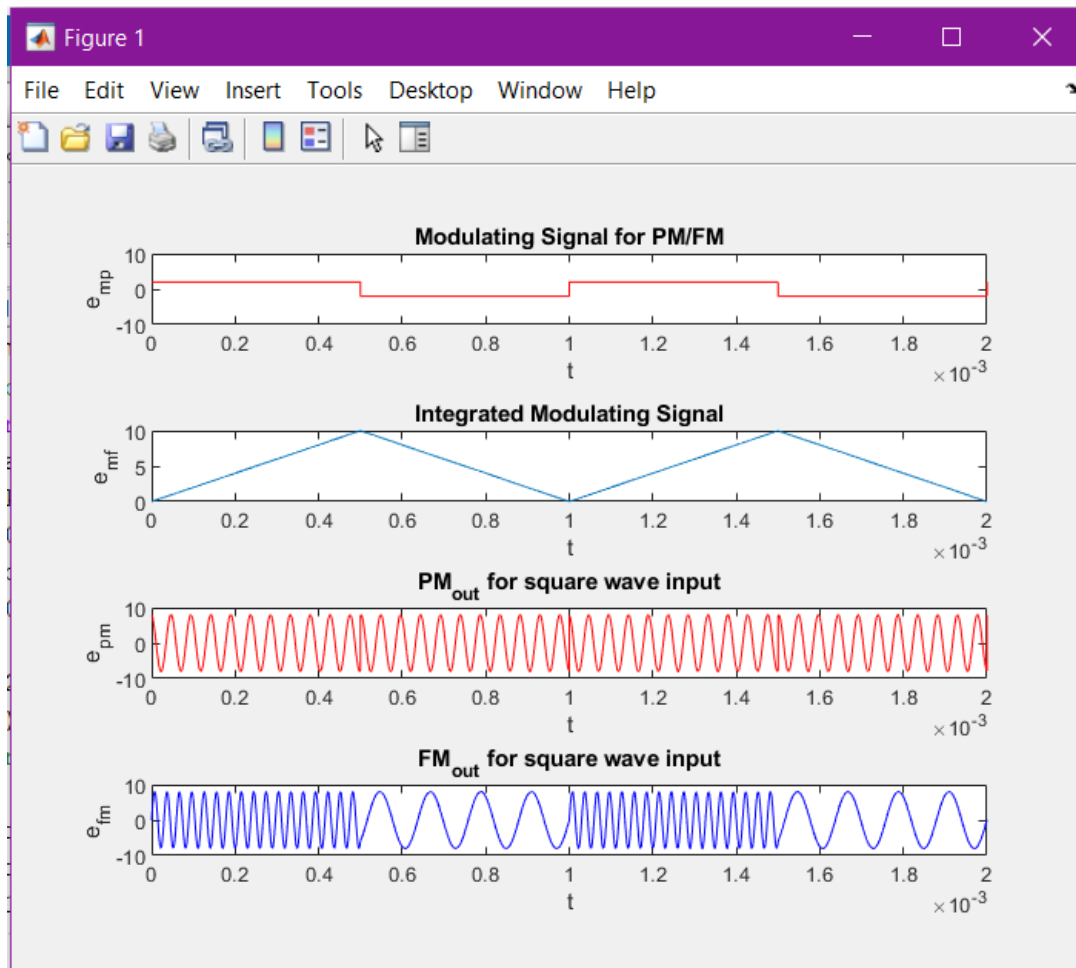 Figure 1
File Edit View Insert Tools Desktop Window Help
Modulating Signal for PM/FM
10
0
-10
e_mp
0 0.2 0.4 0.6 0.8 1 1.2 1.4 1.6 1.8 2
t
×10^-3
Integrated Modulating Signal
10
5
0
e_mf
0 0.2 0.4 0.6 0.8 1 1.2 1.4 1.6 1.8 2
t
×10^-3
PM_out for square wave input
10
0
-10
e_pm
0 0.2 0.4 0.6 0.8 1 1.2 1.4 1.6 1.8 2
t
×10^-3
FM_out for square wave input
10
0
-10
e_fm
0 0.2 0.4 0.6 0.8 1 1.2 1.4 1.6 1.8 2
t
×10^-3